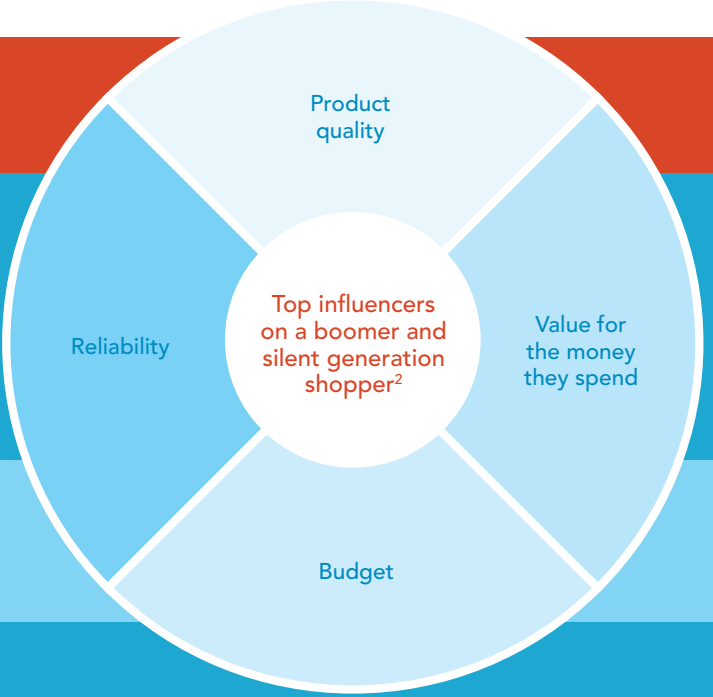 Product
quality
Top influencers
on a boomer and
silent generation
shopper²
Value for
the money
they spend
Reliability
Budget